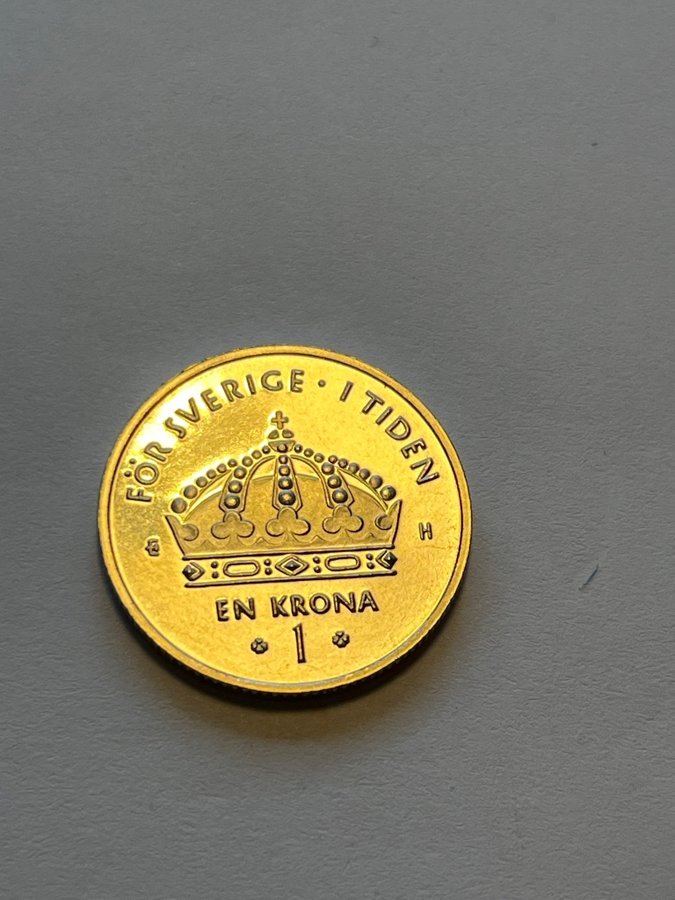 FÖR SVERIGE · I TIDEN
H
EN KRONA
1